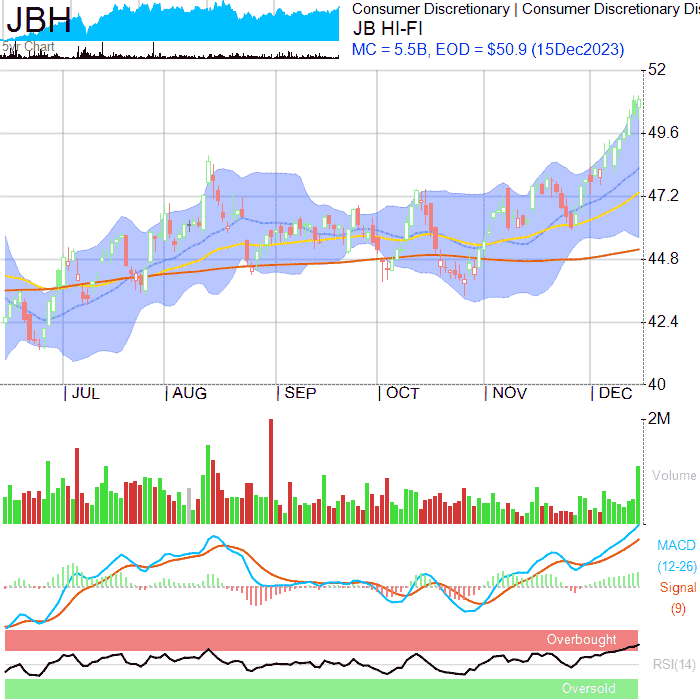 JBH
5yr Chart
Consumer Discretionary | Consumer Discretionary Dis
JB HI-FI
MC = 5.5B, EOD = $50.9 (15Dec2023)
52
49.6
47.2
44.8
42.4
40
JUL AUG SEP OCT NOV DEC
2M
Volume
MACD
(12-26)
Signal
(9)
Overbought
RSI(14)
Oversold